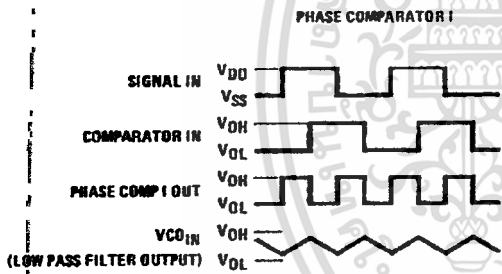 PHASE COMPARATOR I
SIGNAL IN
VDD
VSS
COMPARATOR IN
VOH
VOL
PHASE COMP I OUT
VOH
VOL
VCOIN
(LOW PASS FILTER OUTPUT)
VOH
VOL